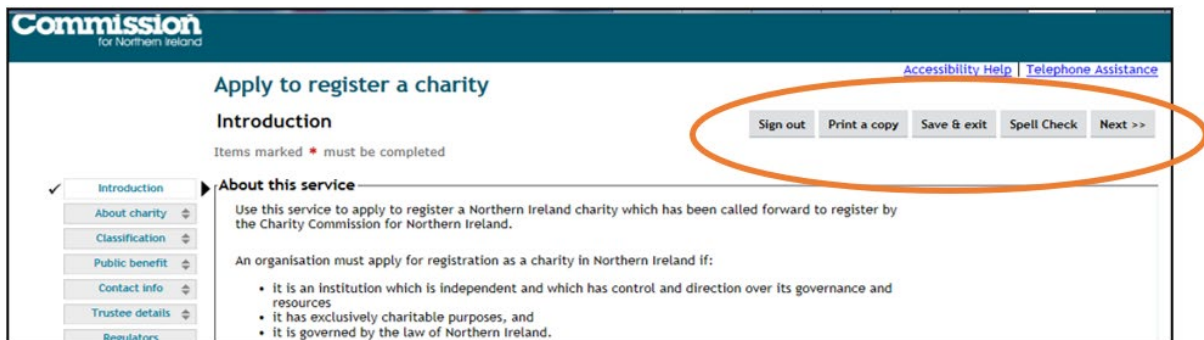 Commission
for Northern Ireland
Accessibility Help | Telephone Assistance
Apply to register a charity
Introduction
Sign out Print a copy Save & exit Spell Check Next >>
Items marked * must be completed
Introduction
About charity
Classification
Public benefit
Contact info
Trustee details
Regulators
About this service
Use this service to apply to register a Northern Ireland charity which has been called forward to register by
the Charity Commission for Northern Ireland.
An organisation must apply for registration as a charity in Northern Ireland if:
• it is an institution which is independent and which has control and direction over its governance and
resources
• it has exclusively charitable purposes, and
• it is governed by the law of Northern Ireland.